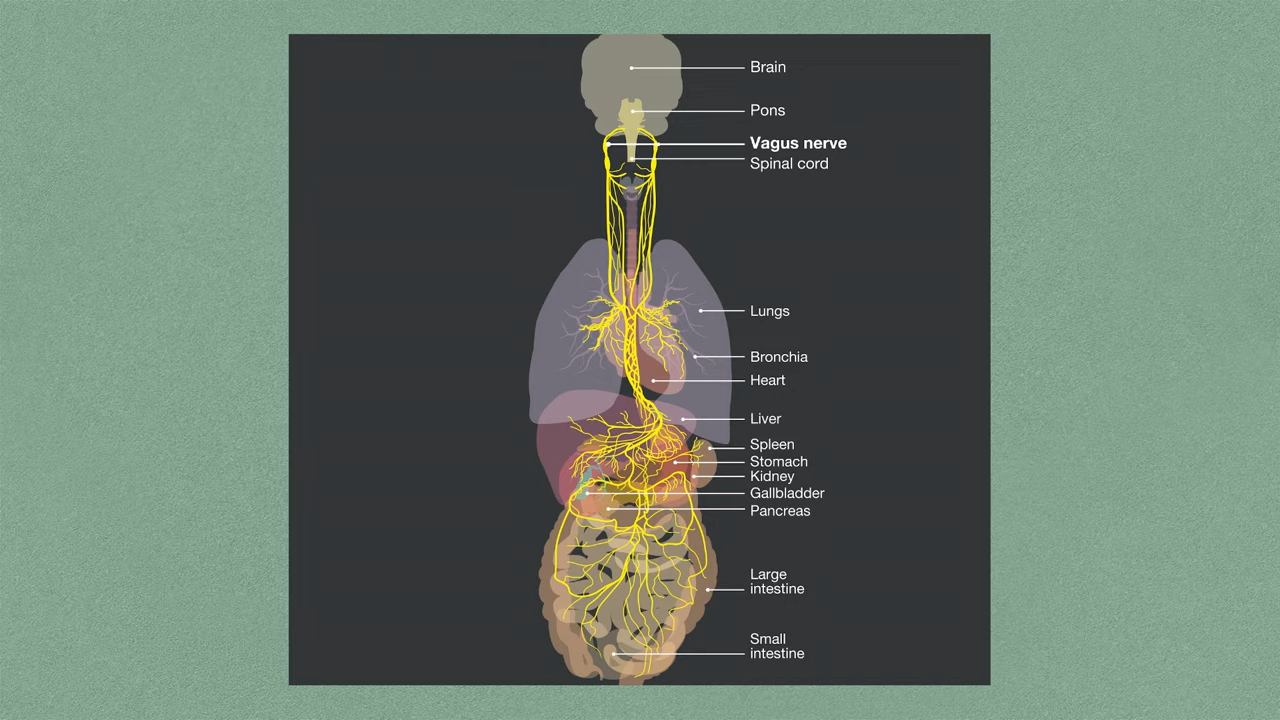 Brain
Pons
Vagus nerve
Spinal cord
Lungs
Bronchia
Heart
Liver
Spleen
Stomach
Kidney
Gallbladder
Pancreas
Large
intestine
Small
intestine